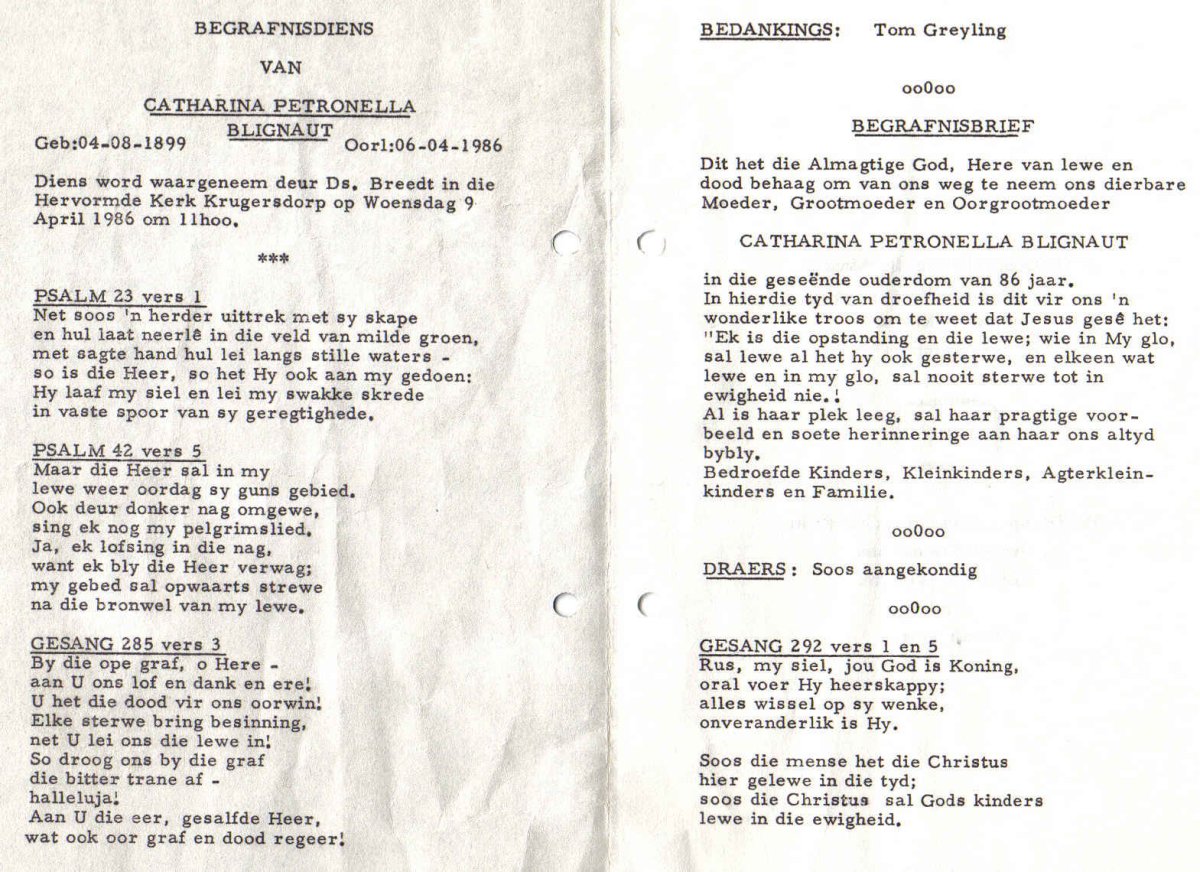 BEGRAFNISDIENS
VAN
CATHARINA PETRONELLA
BLIGNAUT
Geb:04-08-1899 Oorl:06-04-1986
Diens word waargeneem deur Ds. Breedt in die
Hervormde Kerk Krugersdorp op Woensdag 9
April 1986 om 11hoo.
***
PSALM 23 vers 1
Net soos 'n herder uittrek met sy skape
en hul laat neerlê in die veld van milde groen,
met sagte hand hul lei langs stille waters -
so is die Heer, so het Hy ook aan my gedoen:
Hy laaf my siel en lei my swakke skrede
in vaste spoor van sy geregtighede.
PSALM 42 vers 5
Maar die Heer sal in my
lewe weer oordag sy guns gebied.
Ook deur donker nag omgewe,
sing ek nog my pelgrimslied.
Ja, ek lofsing in die nag,
want ek bly die Heer verwag;
my gebed sal opwaarts strewe
na die bronwel van my lewe.
GESANG 285 vers 3
By die ope graf, o Here -
aan U ons lof en dank en ere!
U het die dood vir ons oorwin!
Elke sterwe bring besinning,
net U lei ons die lewe in!
So droog ons by die graf
die bitter trane af -
halleluja!
Aan U die eer, gesalfde Heer,
wat ook oor graf en dood regeer!
BEDANKINGS: Tom Greyling
ooOoo
BEGRAFNISBRIEF
Dit het die Almagtige God, Here van lewe en
dood behaag om van ons weg te neem ons dierbare
Moeder, Grootmoeder en Oorgrootmoeder
CATHARINA PETRONELLA BLIGNAUT
in die geseënde ouderdom van 86 jaar.
In hierdie tyd van droefheid is dit vir ons 'n
wonderlike troos om te weet dat Jesus gesê het:
"Ek is die opstanding en die lewe; wie in My glo,
sal lewe al het hy ook gesterwe, en elkeen wat
lewe en in my glo, sal nooit sterwe tot in
ewigheid nie.!
Al is haar plek leeg, sal haar pragtige voor-
beeld en soete herinneringe aan haar ons altyd
bybly.
Bedroefde Kinders, Kleinkinders, Agterklein-
kinders en Familie.
ooOoo
DRAERS: Soos aangekondig
ooOoo
GESANG 292 vers 1 en 5
Rus, my siel, jou God is Koning,
oral voer Hy heerskappy;
alles wissel op sy wenke,
onveranderlik is Hy.
Soos die mense het die Christus
hier gelewe in die tyd;
soos die Christus sal Gods kinders
lewe in die ewigheid.